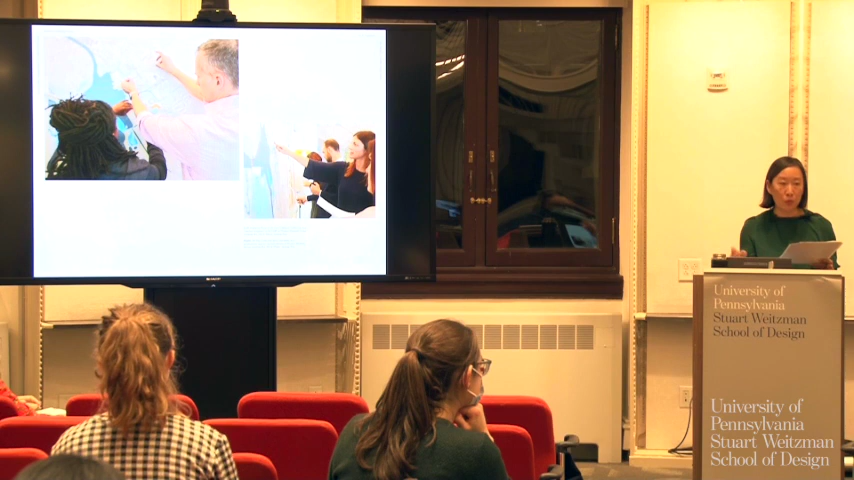 University of
Pennsylvania
Stuart Weitzman
School of Design
University of
Pennsylvania
Stuart Weitzman
School of Design